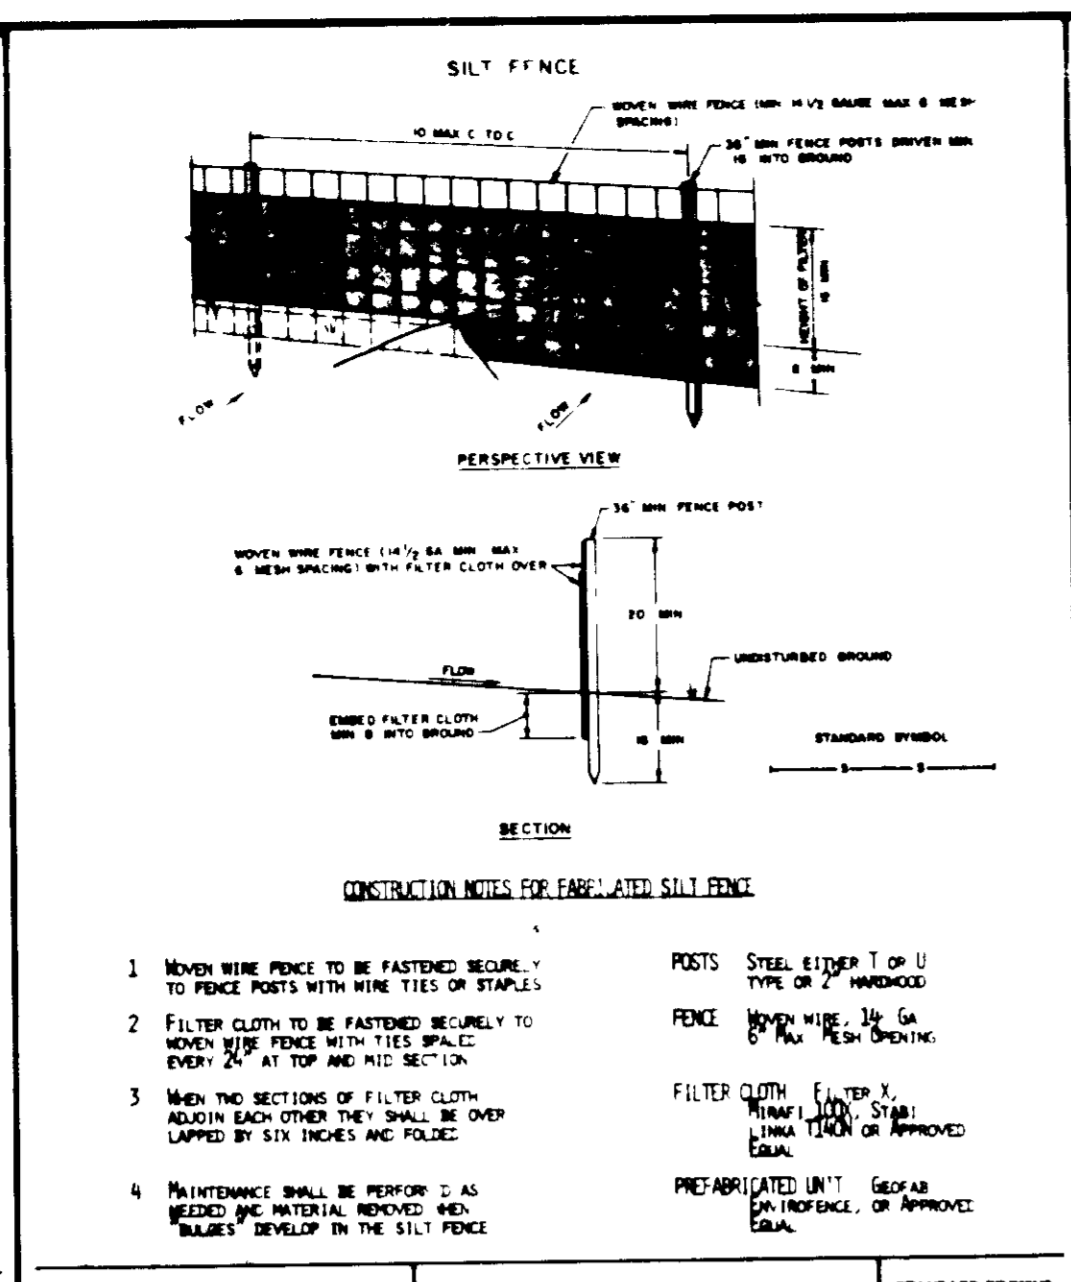 SILT FENCE
WOVEN WIRE FENCE (MIN 14 1/2 GAUGE MAX 6 MESH
SPACING)
10 MAX C TO C
36" MIN FENCE POSTS DRIVEN MIN
16 INTO GROUND
HEIGHT OF FILTER
16 MIN
8 MIN
FLOW
FLOW
PERSPECTIVE VIEW
36" MIN FENCE POST
WOVEN WIRE FENCE (14 1/2 GA MIN MAX
6 MESH SPACING) WITH FILTER CLOTH OVER
20 MIN
UNDISTURBED GROUND
FLOW
EMBED FILTER CLOTH
MIN 8 INTO GROUND
16 MIN
STANDARD SYMBOL
S S
SECTION
CONSTRUCTION NOTES FOR SILT FENCE
1 WOVEN WIRE FENCE TO BE FASTENED SECURELY
TO FENCE POSTS WITH WIRE TIES OR STAPLES
2 FILTER CLOTH TO BE FASTENED SECURELY TO
WOVEN WIRE FENCE WITH TIES SPACED
EVERY 24" AT TOP AND MID SECTION
3 WHEN TWO SECTIONS OF FILTER CLOTH
ADJOIN EACH OTHER THEY SHALL BE OVER
LAPPED BY SIX INCHES AND FOLDED
4 MAINTENANCE SHALL BE PERFORMED AS
NEEDED AND MATERIAL REMOVED WHEN
"BULGES" DEVELOP IN THE SILT FENCE
POSTS STEEL EITHER T OR U
TYPE OR 2" HARDWOOD
FENCE WOVEN WIRE, 14 GA
6" MAX MESH OPENING
FILTER CLOTH FILTER X,
MIRAFI 100X, STABI
LINKA T140N OR APPROVED
EQUAL
PREFABRICATED UNIT GEOFAB
ENVIROFENCE, OR APPROVED
EQUAL